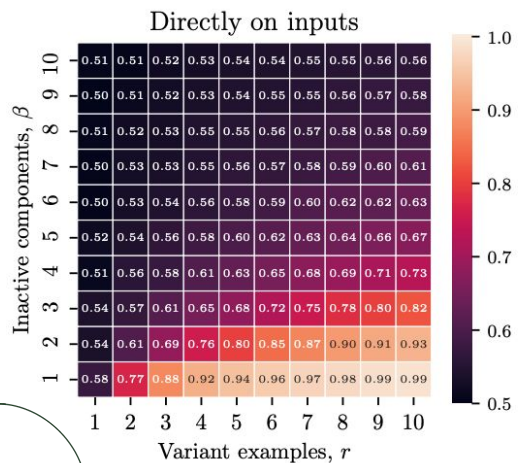 Directly on inputs
Inactive components, β
10 0.51 0.51 0.52 0.53 0.54 0.54 0.55 0.55 0.56 0.56
9 0.50 0.51 0.52 0.53 0.54 0.55 0.55 0.56 0.57 0.58
8 0.51 0.52 0.53 0.55 0.55 0.56 0.57 0.58 0.58 0.59
7 0.50 0.53 0.53 0.55 0.56 0.57 0.58 0.59 0.60 0.61
6 0.50 0.53 0.54 0.56 0.58 0.59 0.60 0.62 0.62 0.63
5 0.52 0.54 0.56 0.58 0.60 0.62 0.63 0.64 0.66 0.67
4 0.51 0.56 0.58 0.61 0.63 0.65 0.68 0.69 0.71 0.73
3 0.54 0.57 0.61 0.65 0.68 0.72 0.75 0.78 0.80 0.82
2 0.54 0.61 0.69 0.76 0.80 0.85 0.87 0.90 0.91 0.93
1 0.58 0.77 0.88 0.92 0.94 0.96 0.97 0.98 0.99 0.99
1 2 3 4 5 6 7 8 9 10
Variant examples, r
1.0
0.9
0.8
0.7
0.6
0.5